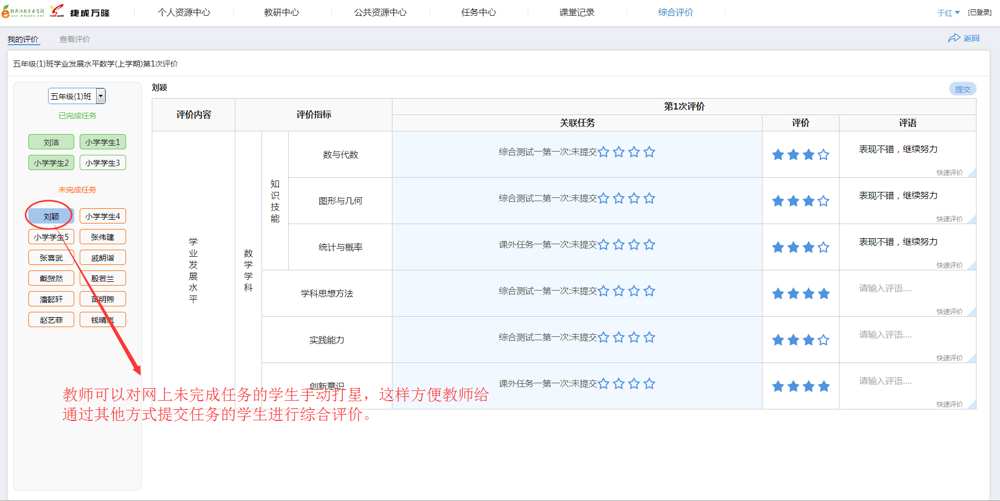 牡丹江教育云空间
yun.mdjedu.net
Future world
捷成万隆
个人资源中心
教研中心
公共资源中心
任务中心
课堂记录
综合评价
于红
[已登录]
我的评价
查看评价
返回
五年级(1)班学业发展水平数学(上学期)第1次评价
五年级(1)班
已完成任务
刘洁
小学学生1
小学学生2
小学学生3
未完成任务
刘颖
小学学生4
小学学生5
张伟建
张喜武
戚朗诣
戴贺然
殷若兰
潘懿轩
苗明煦
赵艺菲
钱晴岚
刘颖
提交
评价内容
评价指标
第1次评价
关联任务
评价
评语
学业发展水平
数学学科
知识技能
数与代数
综合测试一第一次:未提交
表现不错，继续努力
快速评价
图形与几何
综合测试二第一次:未提交
表现不错，继续努力
快速评价
统计与概率
课外任务一第一次:未提交
表现不错，继续努力
快速评价
学科思想方法
综合测试一第一次:未提交
请输入评语....
快速评价
实践能力
综合测试二第一次:未提交
请输入评语....
快速评价
创新意识
课外任务一第一次:未提交
请输入评语....
快速评价
教师可以对网上未完成任务的学生手动打星，这样方便教师给
通过其他方式提交任务的学生进行综合评价。